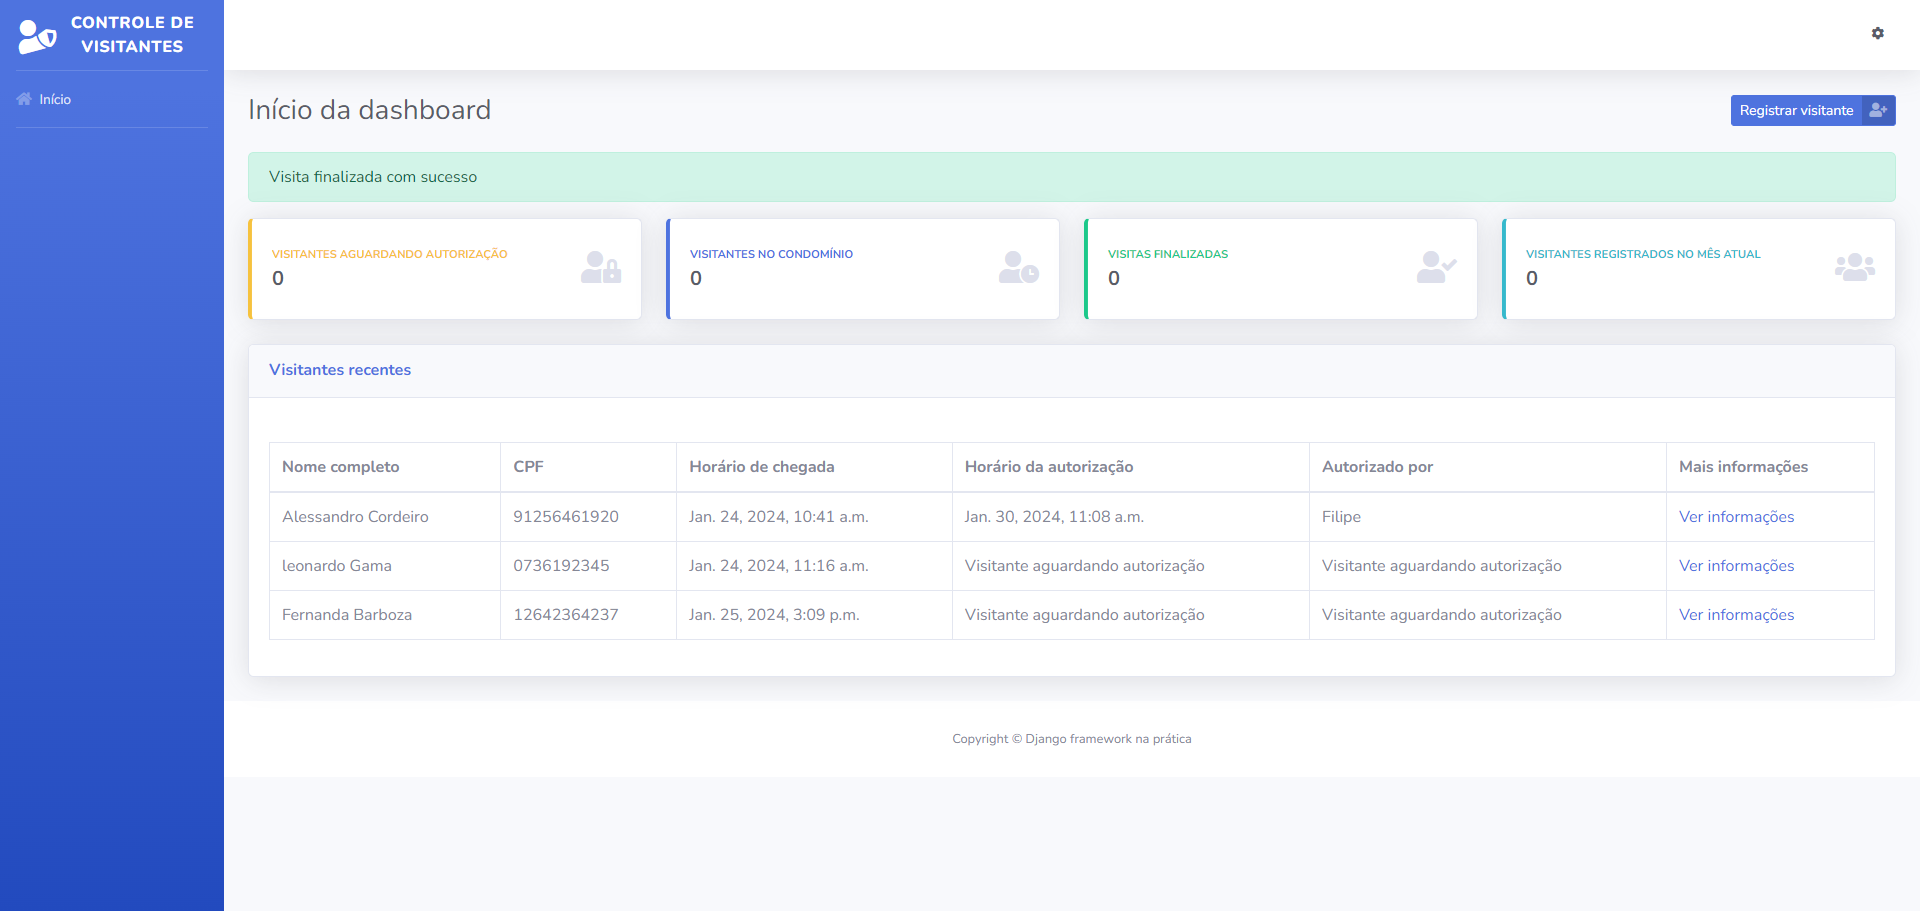 CONTROLE DE
VISITANTES
Início
Início da dashboard
Registrar visitante
Visita finalizada com sucesso
VISITANTES AGUARDANDO AUTORIZAÇÃO
0
VISITANTES NO CONDOMÍNIO
0
VISITAS FINALIZADAS
0
VISITANTES REGISTRADOS NO MÊS ATUAL
0
Visitantes recentes
Nome completo CPF Horário de chegada Horário da autorização Autorizado por Mais informações
Alessandro Cordeiro 91256461920 Jan. 24, 2024, 10:41 a.m. Jan. 30, 2024, 11:08 a.m. Filipe Ver informações
leonardo Gama 0736192345 Jan. 24, 2024, 11:16 a.m. Visitante aguardando autorização Visitante aguardando autorização Ver informações
Fernanda Barboza 12642364237 Jan. 25, 2024, 3:09 p.m. Visitante aguardando autorização Visitante aguardando autorização Ver informações
Copyright © Django framework na prática